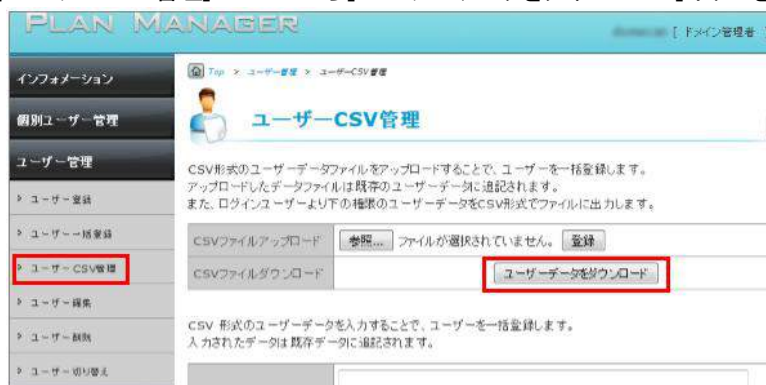 PLAN MANAGER
[ ドメイン管理者
インフォメーション
個別ユーザー管理
ユーザー管理
ユーザー登録
ユーザー一括登録
ユーザーCSV管理
ユーザー編集
ユーザー削除
ユーザー切り替え
Top > ユーザー管理 > ユーザーCSV管理
ユーザーCSV管理
CSV形式のユーザーデータファイルをアップロードすることで、ユーザーを一括登録します。
アップロードしたデータファイルは既存のユーザーデータに追記されます。
また、ログインユーザーより下の権限のユーザーデータをCSV形式でファイルに出力します。
CSVファイルアップロード 参照... ファイルが選択されていません。 登録
CSVファイルダウンロード ユーザーデータをダウンロード
CSV 形式のユーザーデータを入力することで、ユーザーを一括登録します。
入力されたデータは既存データに追記されます。